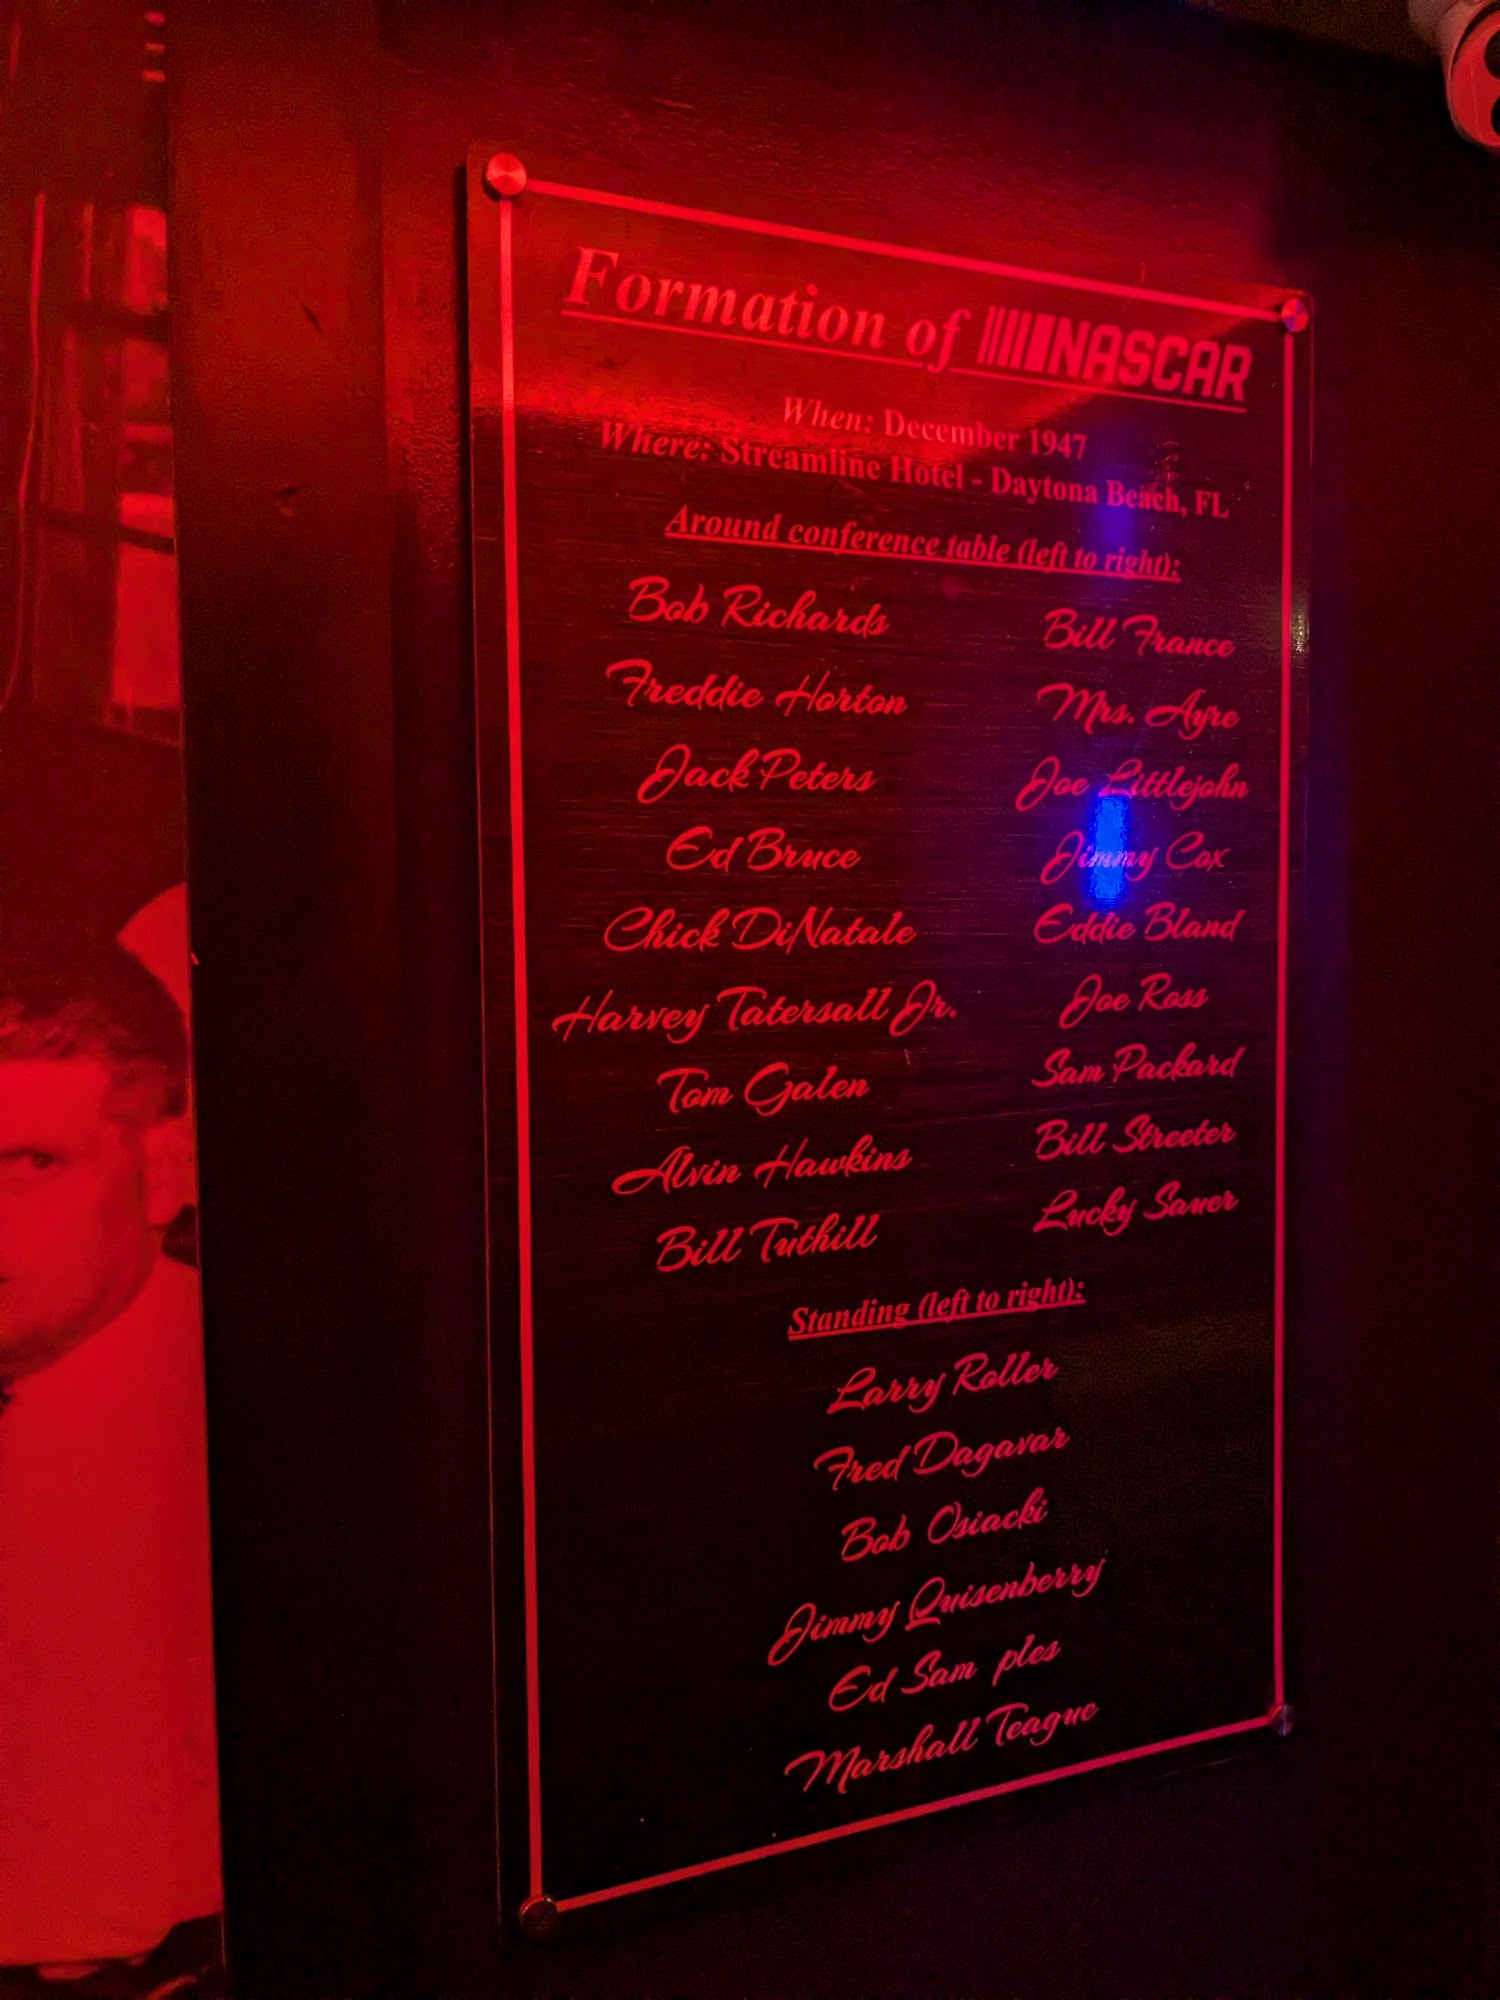 Formation of NASCAR
When: December 1947
Where: Streamline Hotel - Daytona Beach, FL
Around conference table (left to right):
Bob Richards
Freddie Horton
Jack Peters
Ed Bruce
Chick DiNatale
Harvey Tatersall Jr.
Tom Galen
Alvin Hawkins
Bill Tuthill
Bill France
Mrs. Ayre
Joe Littlejohn
Jimmy Cox
Eddie Bland
Joe Ross
Sam Packard
Bill Streeter
Lucky Sauer
Standing (left to right):
Larry Roller
Fred Dagavar
Bob Osiacki
Jimmy Quisenberry
Ed Sam ples
Marshall Teague